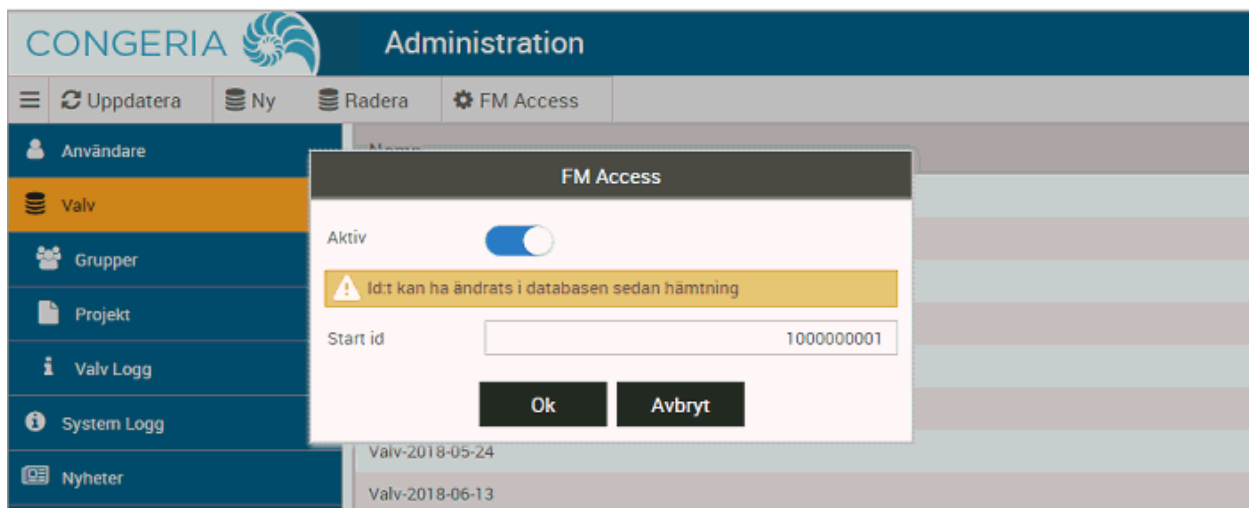 CONGERIA
Administration
Uppdatera
Ny
Radera
FM Access
Användare
Valv
Grupper
Projekt
Valv Logg
System Logg
Nyheter
FM Access
Aktiv
Id:t kan ha ändrats i databasen sedan hämtning
Start id
1000000001
Ok
Avbryt
Valv-2018-05-24
Valv-2018-06-13